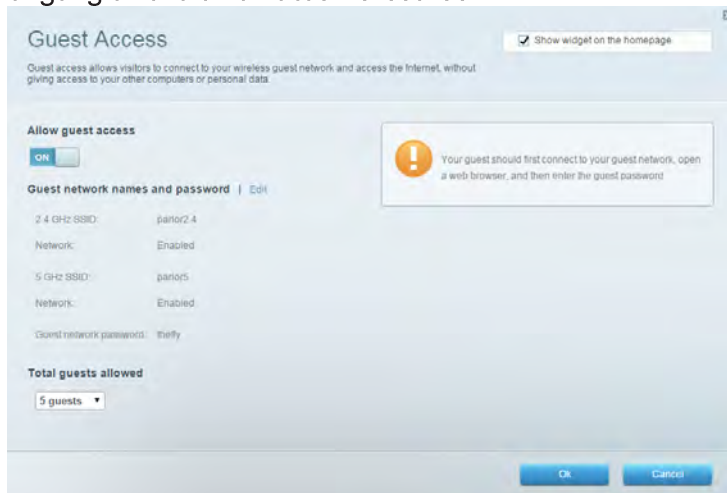 Guest Access
Show widget on the homepage
Guest access allows visitors to connect to your wireless guest network and access the Internet, without
giving access to your other computers or personal data
Allow guest access
ON
Your guest should first connect to your guest network, open
a web browser, and then enter the guest password
Guest network names and password | Edit
2.4 GHz SSID: parlor2.4
Network: Enabled
5 GHz SSID: parlor5
Network: Enabled
Guest network password: thefly
Total guests allowed
5 guests
Ok Cancel